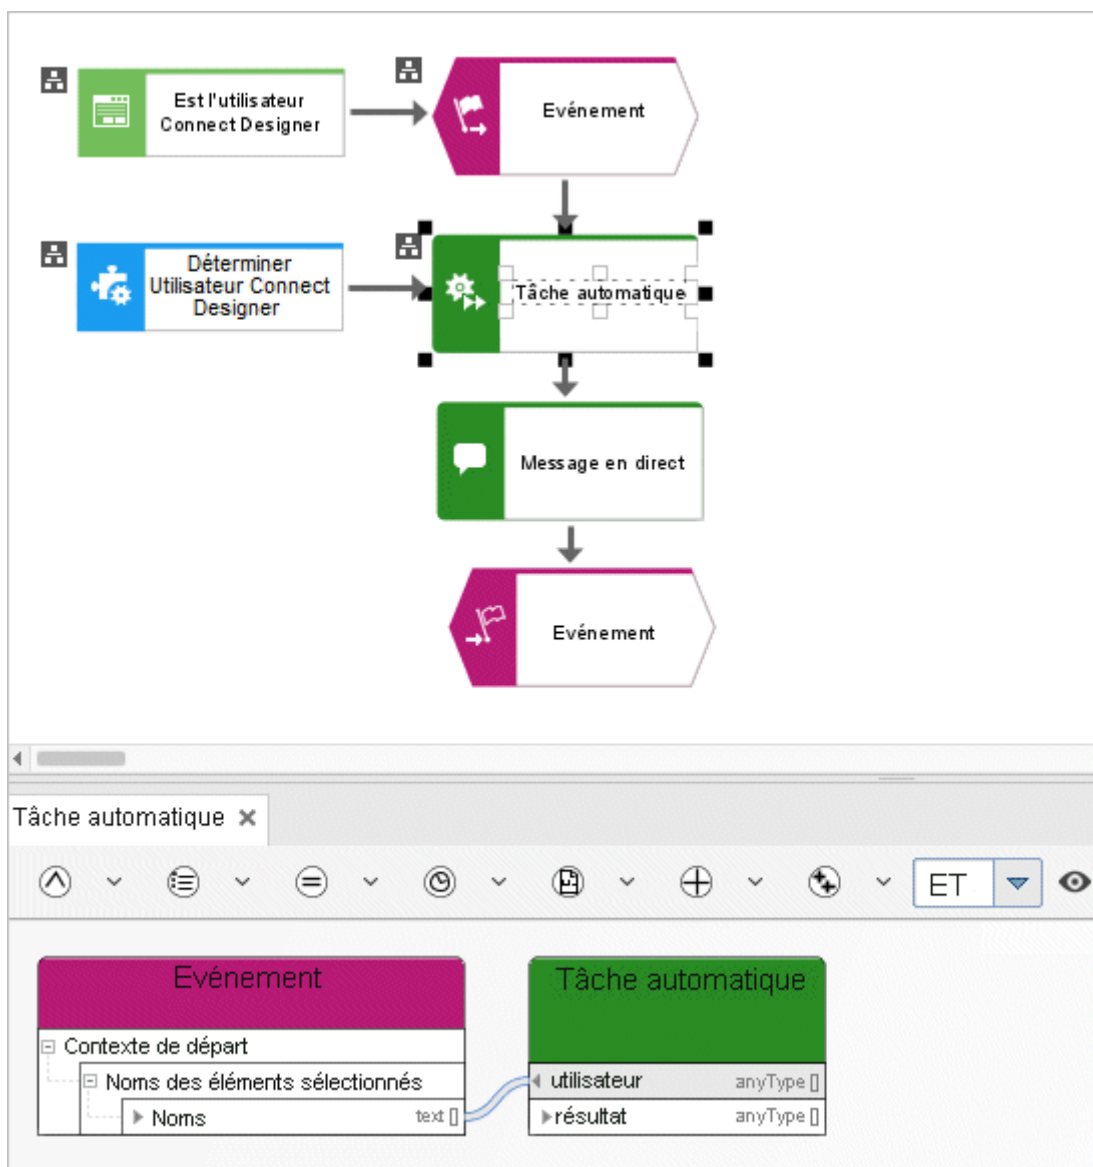 Est l'utilisateur
Connect Designer
Evénement
Déterminer
Utilisateur Connect
Designer
Tâche automatique
Message en direct
Evénement
Tâche automatique
ET
Evénement
Tâche automatique
Contexte de départ
Noms des éléments sélectionnés
utilisateur anyType []
Noms text []
résultat anyType []